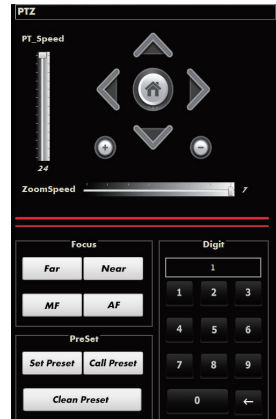 PTZ
PT_Speed
+
-
24
ZoomSpeed 7
Focus
Far Near
MF AF
PreSet
Set Preset Call Preset
Clean Preset
Digit
1
1 2 3
4 5 6
7 8 9
0 ←